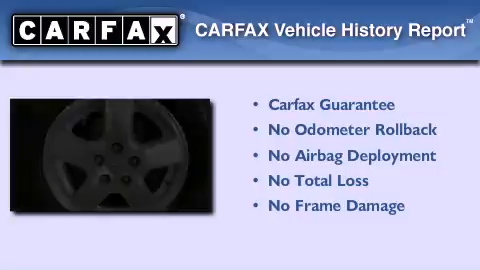 CARFAX® CARFAX Vehicle History Report™
• Carfax Guarantee
• No Odometer Rollback
• No Airbag Deployment
• No Total Loss
• No Frame Damage